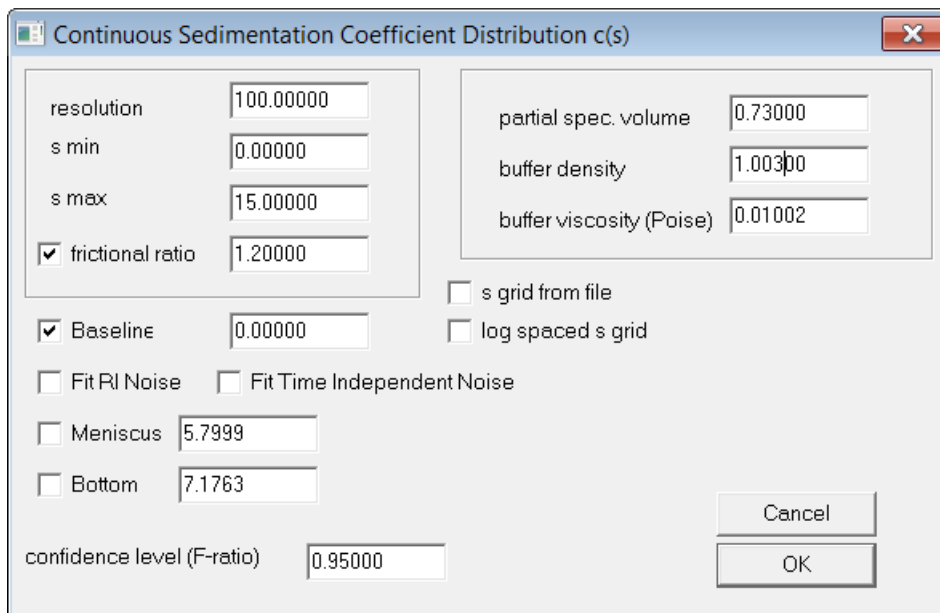 Continuous Sedimentation Coefficient Distribution c(s)
resolution 100.00000
s min 0.00000
s max 15.00000
frictional ratio 1.20000
partial spec. volume 0.73000
buffer density 1.00300
buffer viscosity (Poise) 0.01002
s grid from file
Baseline 0.00000
log spaced s grid
Fit RI Noise Fit Time Independent Noise
Meniscus 5.7999
Bottom 7.1763
confidence level (F-ratio) 0.95000
Cancel
OK